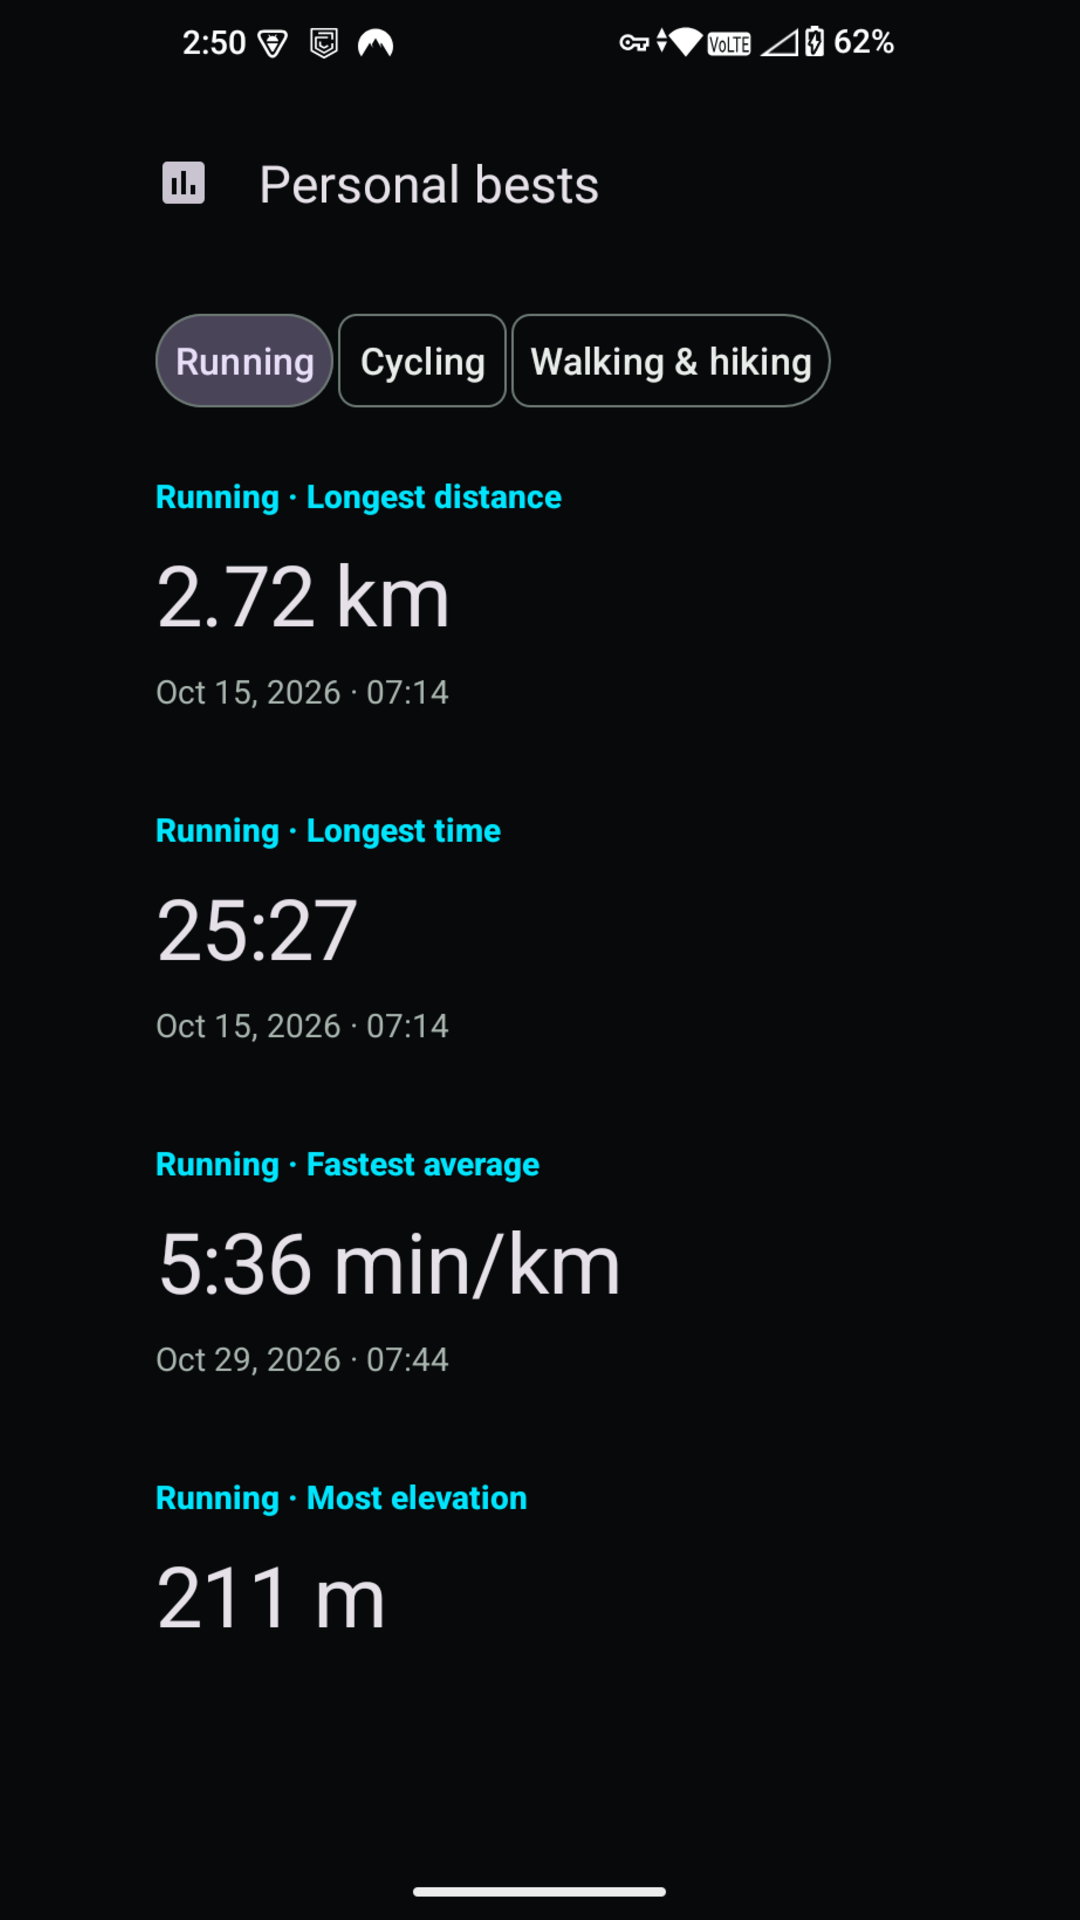 2:50 VoLTE 62%
Personal bests
Running Cycling Walking & hiking
Running · Longest distance
2.72 km
Oct 15, 2026 · 07:14
Running · Longest time
25:27
Oct 15, 2026 · 07:14
Running · Fastest average
5:36 min/km
Oct 29, 2026 · 07:44
Running · Most elevation
211 m